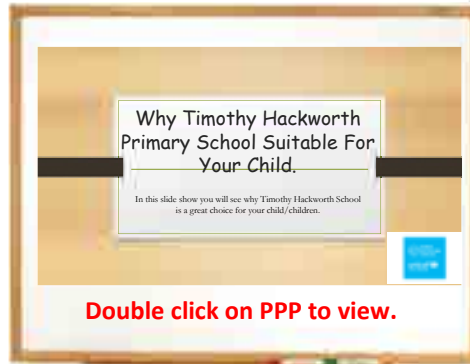 Why Timothy Hackworth
Primary School Suitable For
Your Child.
In this slide show you will see why Timothy Hackworth School
is a great choice for your child/children.
Double click on PPP to view.